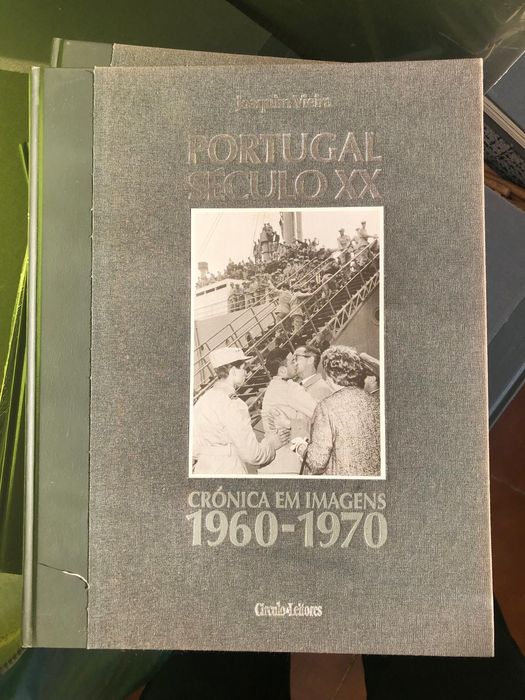 Joaquim Vieira
PORTUGAL
SÉCULO XX
CRÓNICA EM IMAGENS
1960-1970
Círculo de Leitores